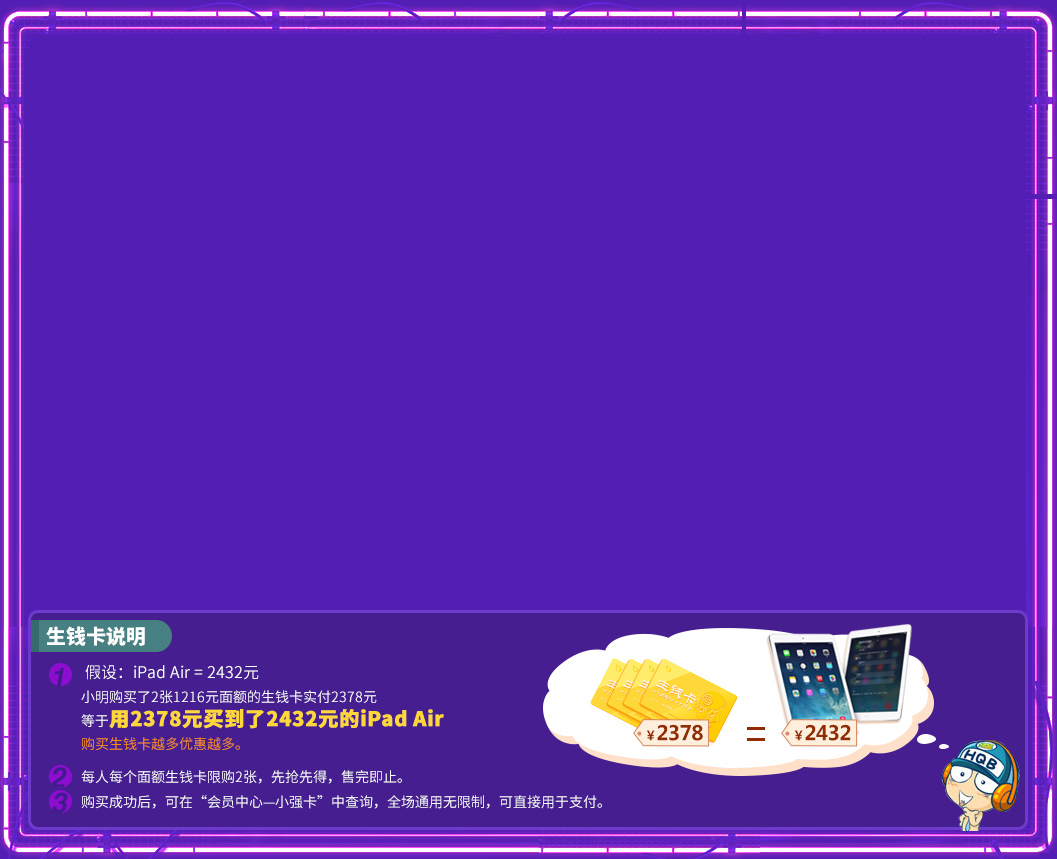 生钱卡说明
1 假设：iPad Air = 2432元
小明购买了2张1216元面额的生钱卡实付2378元
等于用2378元买到了2432元的iPad Air
购买生钱卡越多优惠越多。
2 每人每个面额生钱卡限购2张，先抢先得，售完即止。
3 购买成功后，可在“会员中心—小强卡”中查询，全场通用无限制，可直接用于支付。
生钱卡
¥2378 = ¥2432
HQB